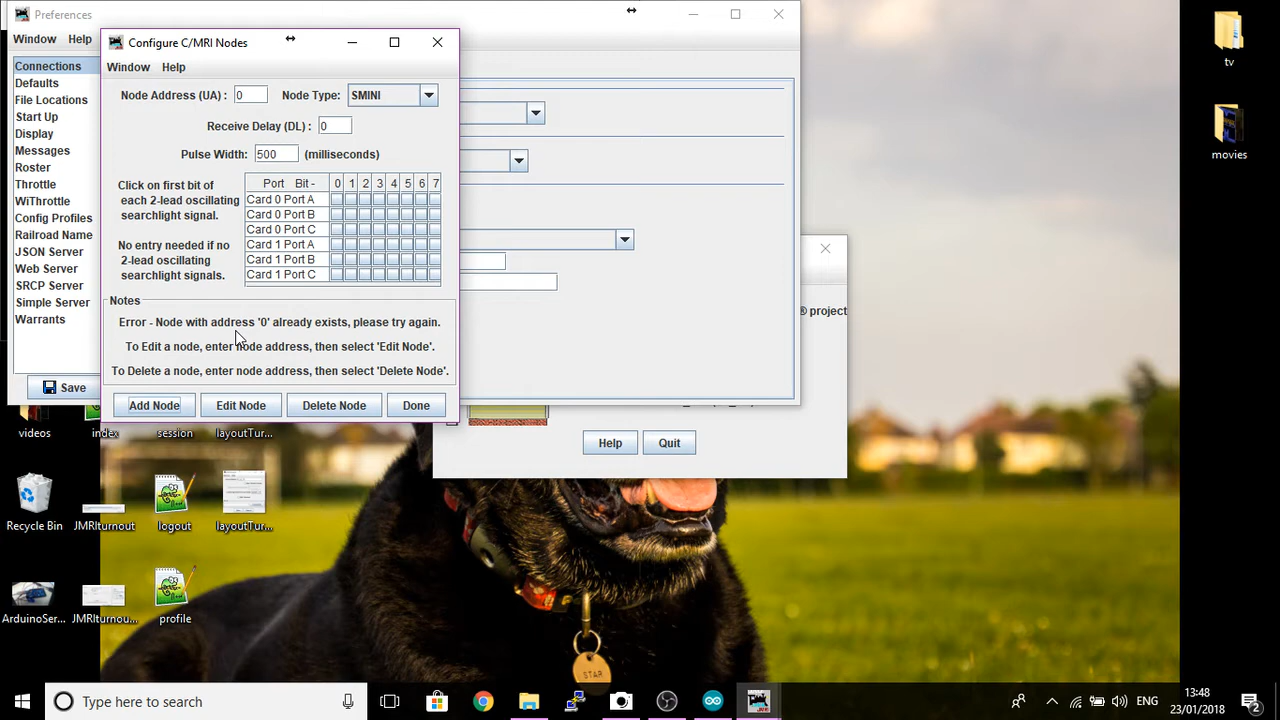 Preferences
Window Help
Connections
Defaults
File Locations
Start Up
Display
Messages
Roster
Throttle
WiThrottle
Config Profiles
Railroad Name
JSON Server
Web Server
SRCP Server
Simple Server
Warrants
Save
Configure C/MRI Nodes
Window Help
Node Address (UA) : 0 Node Type: SMINI
Receive Delay (DL) : 0
Pulse Width: 500 (milliseconds)
Click on first bit of
each 2-lead oscillating
searchlight signal.
No entry needed if no
2-lead oscillating
searchlight signals.
Port Bit - 0 1 2 3 4 5 6 7
Card 0 Port A
Card 0 Port B
Card 0 Port C
Card 1 Port A
Card 1 Port B
Card 1 Port C
Notes
Error - Node with address '0' already exists, please try again.
To Edit a node, enter node address, then select 'Edit Node'.
To Delete a node, enter node address, then select 'Delete Node'.
Add Node Edit Node Delete Node Done
® project
Help Quit
tv
movies
videos index session layoutTur...
Recycle Bin JMRIturnout logout layoutTur...
ArduinoSer... JMRIturnou... profile
STAR
Type here to search
ENG
13:48
23/01/2018
2